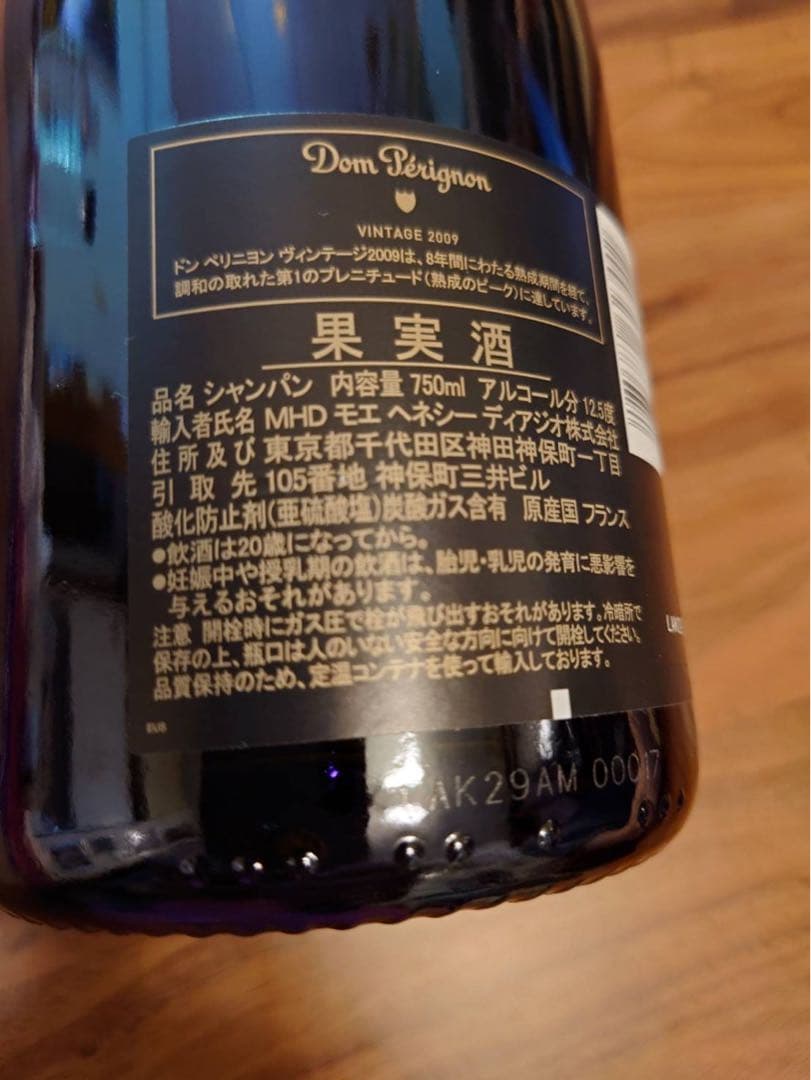 Dom Pérignon
VINTAGE 2009
ドン ペリニヨン ヴィンテージ2009は、8年間にわたる熟成期間を経て、
調和の取れた第1のプレニチュード(熟成のピーク)に達しています。
果実酒
品名 シャンパン 内容量 750ml アルコール分 12.5度
輸入者氏名 MHD モエ ヘネシー ディアジオ株式会社
住所及び 東京都千代田区神田神保町一丁目
引取先 105番地 神保町三井ビル
酸化防止剤(亜硫酸塩)炭酸ガス含有 原産国 フランス
●飲酒は20歳になってから。
●妊娠中や授乳期の飲酒は、胎児・乳児の発育に悪影響を
与えるおそれがあります。
注意 開栓時にガス圧で栓が飛び出すおそれがあります。冷暗所で
保存の上、瓶口は人のいない安全な方向に向けて開栓してください。
品質保持のため、定温コンテナを使って輸入しております。
AK29AM 00017